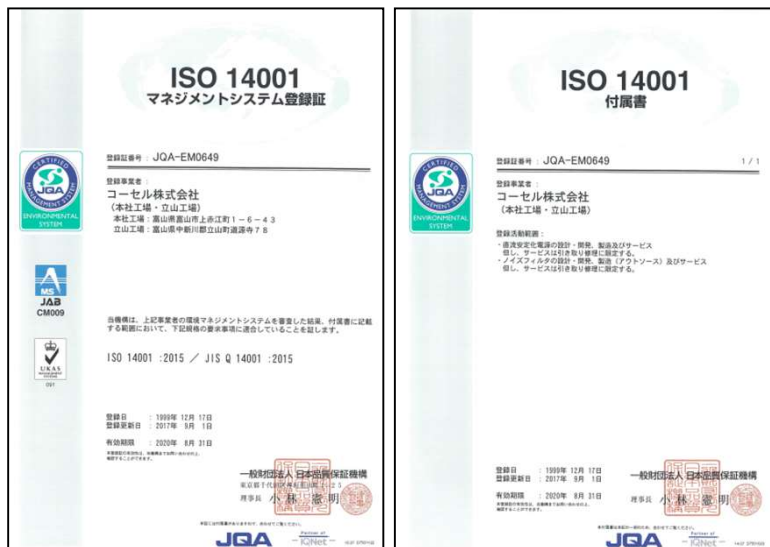 ISO 14001
マネジメントシステム登録証
登録証番号 : JQA-EM0649
登録事業者 :
コーセル株式会社
(本社工場・立山工場)
本社工場 : 富山県富山市上赤江町1-6-43
立山工場 : 富山県中新川郡立山町道源寺78
CERTIFIED
MANAGEMENT SYSTEM
JQA
ENVIRONMENTAL
SYSTEM
MS
JAB
CM009
当機構は、上記事業者の環境マネジメントシステムを審査した結果、付属書に記載
する範囲において、下記規格の要求事項に適合していることを証します。
UKAS
MANAGEMENT
SYSTEMS
ISO 14001 :2015 / JIS Q 14001 :2015
登録日 : 1999年 12月 17日
登録更新日 : 2017年 9月 1日
有効期限 : 2020年 8月 31日
一般財団法人 日本品質保証機構
理事長 小林 憲明
JQA
Partner of
IQNet
ISO 14001
付属書
登録証番号 : JQA-EM0649 1/1
登録事業者 :
コーセル株式会社
(本社工場・立山工場)
CERTIFIED
MANAGEMENT SYSTEM
JQA
ENVIRONMENTAL
SYSTEM
登録活動範囲 :
・直流安定化電源の設計・開発、製造及びサービス
但し、サービスは引き取り修理に限定する。
・ノイズフィルタの設計・開発、製造(アウトソース)及びサービス
但し、サービスは引き取り修理に限定する。
登録日 : 1999年 12月 17日
登録更新日 : 2017年 9月 1日
有効期限 : 2020年 8月 31日
一般財団法人 日本品質保証機構
理事長 小林 憲明
JQA
Partner of
IQNet